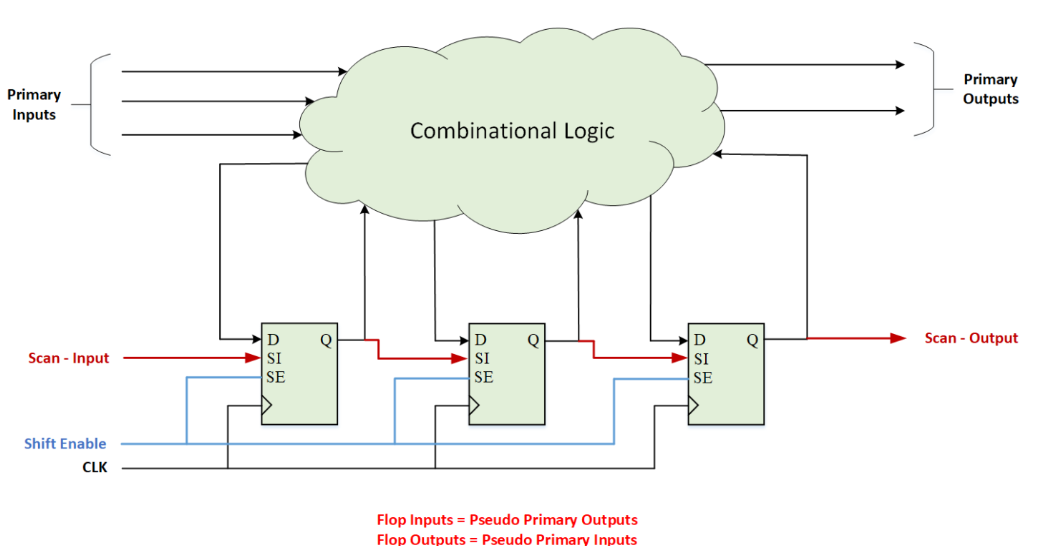 Primary
Inputs
Combinational Logic
Primary
Outputs
D Q
SI
SE
D Q
SI
SE
D Q
SI
SE
Scan - Input
Scan - Output
Shift Enable
CLK
Flop Inputs = Pseudo Primary Outputs
Flop Outputs = Pseudo Primary Inputs